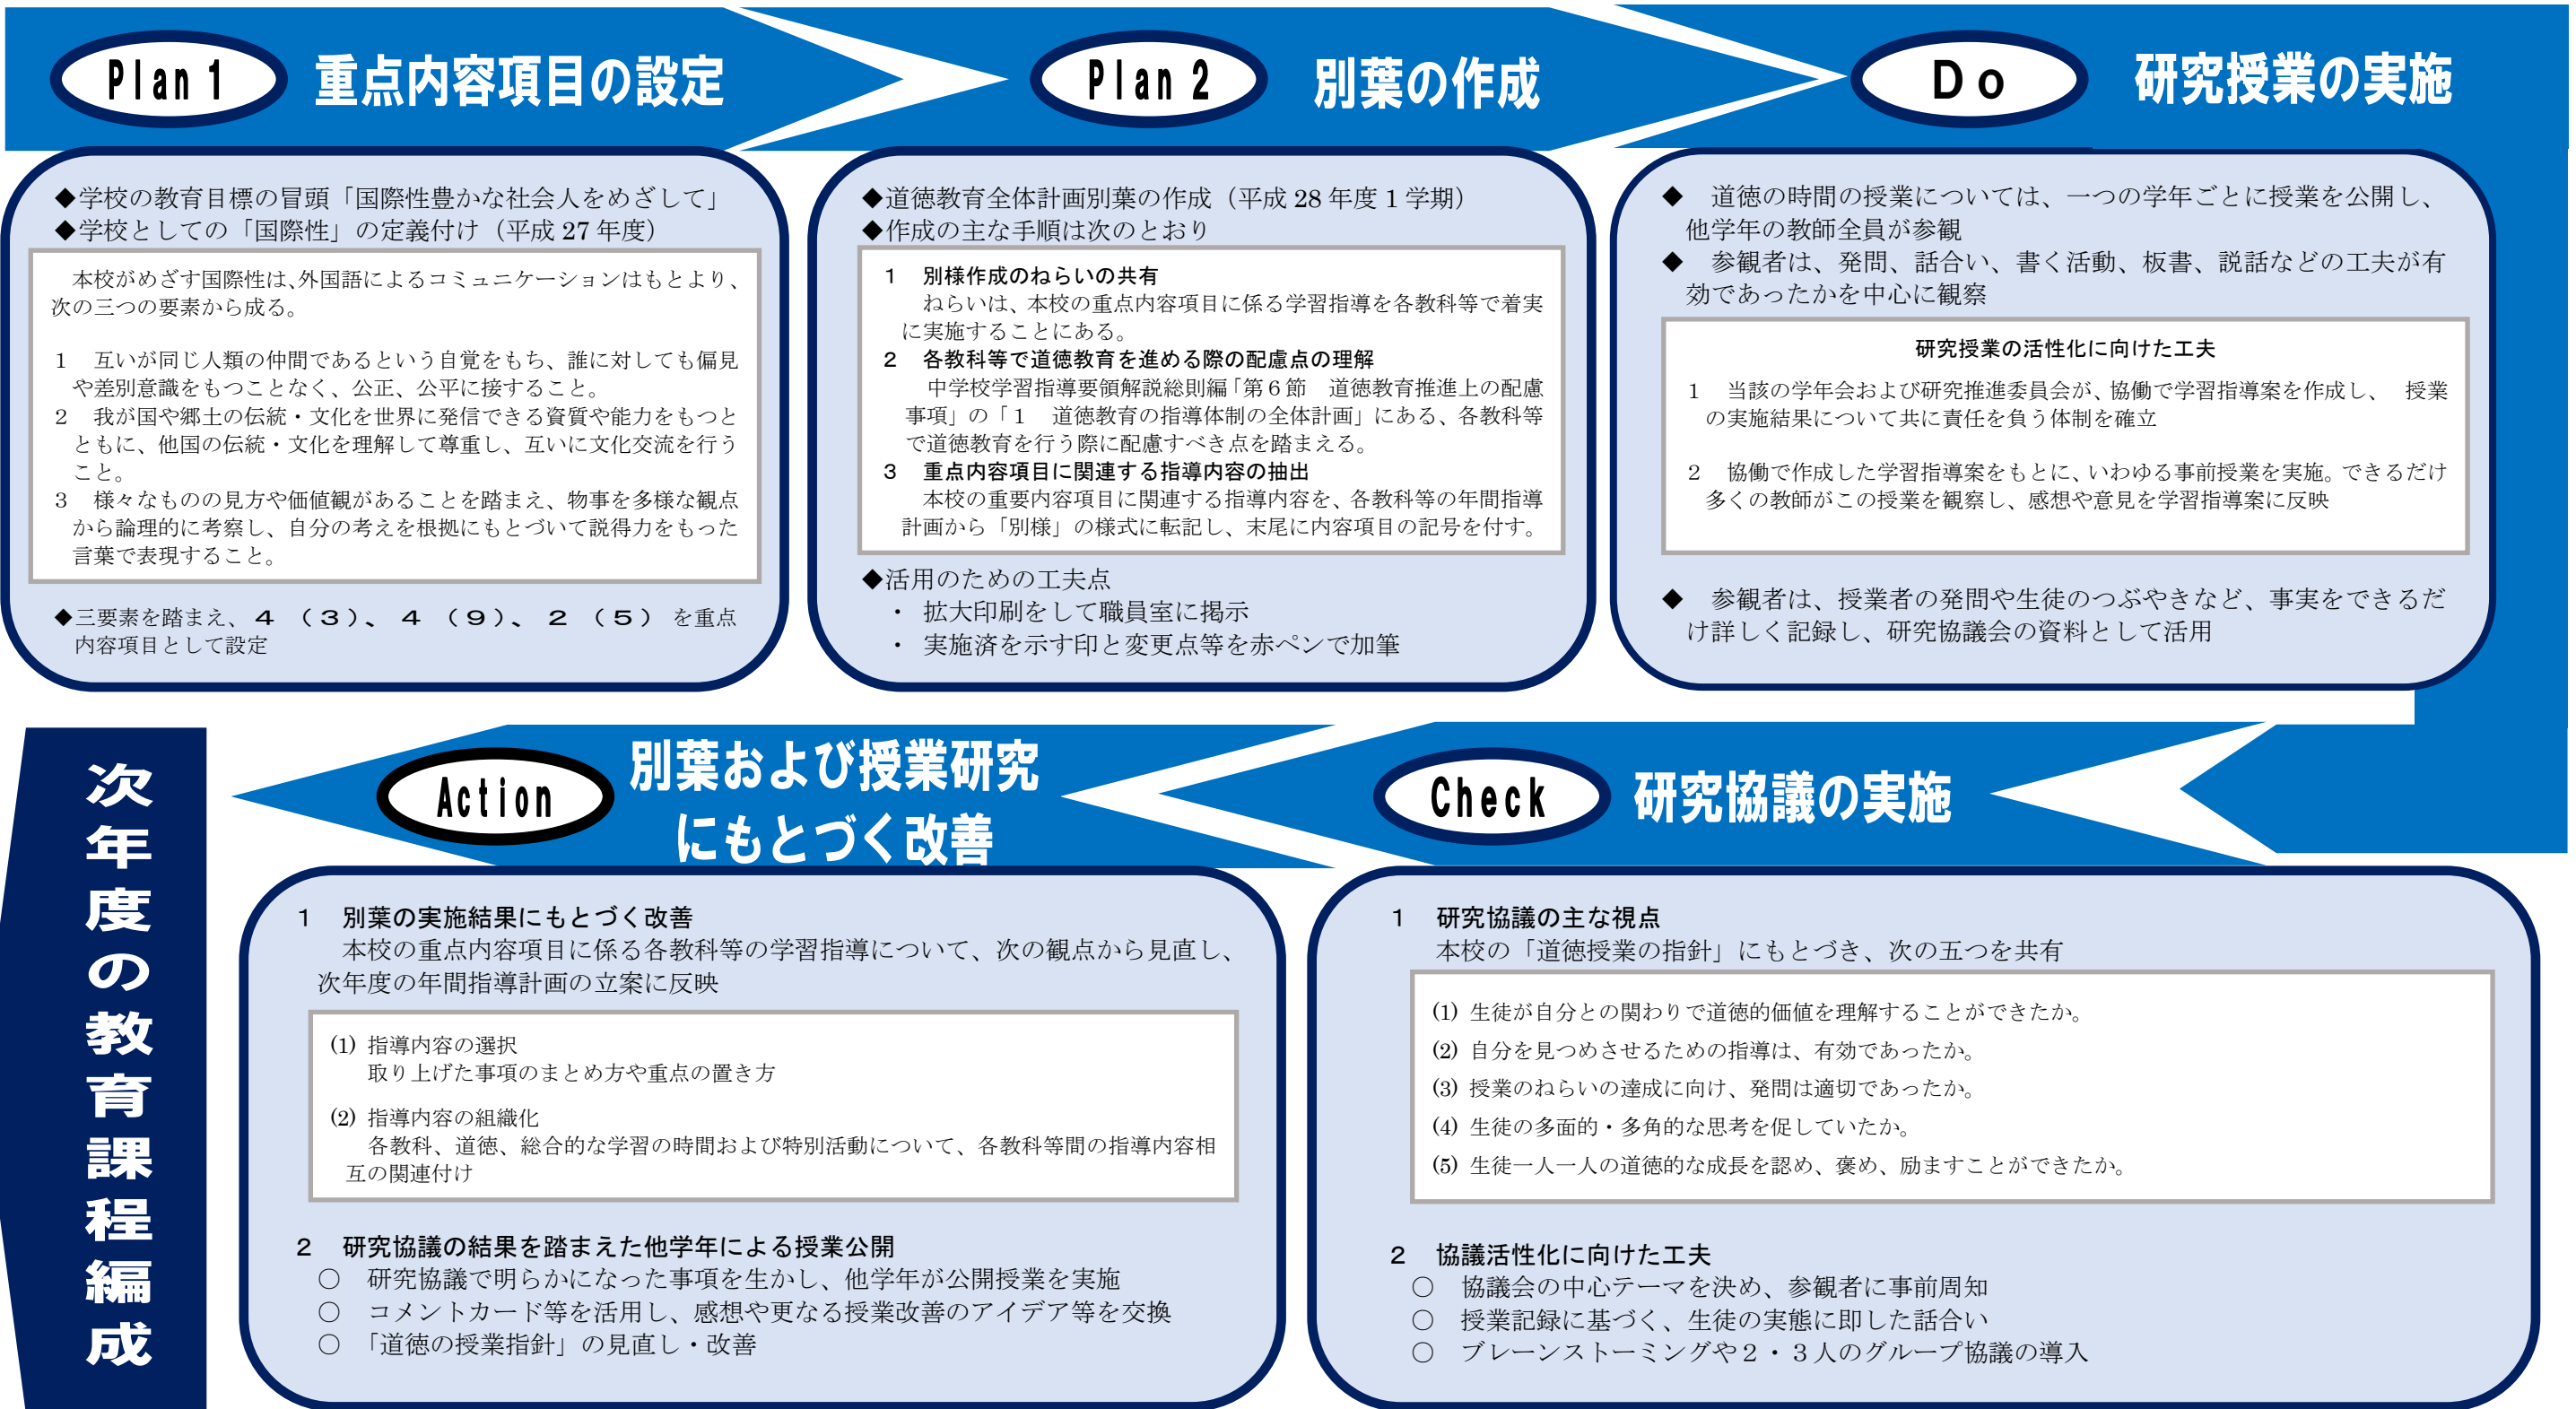 Plan 1　重点内容項目の設定
◆学校の教育目標の冒頭「国際性豊かな社会人をめざして」
◆学校としての「国際性」の定義付け（平成 27 年度）
本校がめざす国際性は、外国語によるコミュニケーションはもとより、
次の三つの要素から成る。
1　互いが同じ人類の仲間であるという自覚をもち、誰に対しても偏見
や差別意識をもつことなく、公正、公平に接すること。
2　我が国や郷土の伝統・文化を世界に発信できる資質や能力をもつと
ともに、他国の伝統・文化を理解して尊重し、互いに文化交流を行う
こと。
3　様々なものの見方や価値観があることを踏まえ、物事を多様な観点
から論理的に考察し、自分の考えを根拠にもとづいて説得力をもった
言葉で表現すること。
◆三要素を踏まえ、４（３）、４（９）、２（５）を重点
内容項目として設定
Plan 2　別葉の作成
◆道徳教育全体計画別葉の作成（平成 28 年度 1 学期）
◆作成の主な手順は次のとおり
1　別様作成のねらいの共有
ねらいは、本校の重点内容項目に係る学習指導を各教科等で着実
に実施することにある。
2　各教科等で道徳教育を進める際の配慮点の理解
中学校学習指導要領解説総則編「第６節　道徳教育推進上の配慮
事項」の「１　道徳教育の指導体制の全体計画」にある、各教科等
で道徳教育を行う際に配慮すべき点を踏まえる。
3　重点内容項目に関連する指導内容の抽出
本校の重要内容項目に関連する指導内容を、各教科等の年間指導
計画から「別様」の様式に転記し、末尾に内容項目の記号を付す。
◆活用のための工夫点
・ 拡大印刷をして職員室に掲示
・ 実施済を示す印と変更点等を赤ペンで加筆
Ｄｏ　研究授業の実施
◆　道徳の時間の授業については、一つの学年ごとに授業を公開し、
他学年の教師全員が参観
◆　参観者は、発問、話合い、書く活動、板書、説話などの工夫が有
効であったかを中心に観察
研究授業の活性化に向けた工夫
1　当該の学年会および研究推進委員会が、協働で学習指導案を作成し、　授業
の実施結果について共に責任を負う体制を確立
2　協働で作成した学習指導案をもとに、いわゆる事前授業を実施。できるだけ
多くの教師がこの授業を観察し、感想や意見を学習指導案に反映
◆　参観者は、授業者の発問や生徒のつぶやきなど、事実をできるだ
け詳しく記録し、研究協議会の資料として活用
Check　研究協議の実施
1　研究協議の主な視点
本校の「道徳授業の指針」にもとづき、次の五つを共有
(1) 生徒が自分との関わりで道徳的価値を理解することができたか。
(2) 自分を見つめさせるための指導は、有効であったか。
(3) 授業のねらいの達成に向け、発問は適切であったか。
(4) 生徒の多面的・多角的な思考を促していたか。
(5) 生徒一人一人の道徳的な成長を認め、褒め、励ますことができたか。
2　協議活性化に向けた工夫
○　協議会の中心テーマを決め、参観者に事前周知
○　授業記録に基づく、生徒の実態に即した話合い
○　ブレーンストーミングや２・３人のグループ協議の導入
Action　別葉および授業研究
にもとづく改善
1　別葉の実施結果にもとづく改善
本校の重点内容項目に係る各教科等の学習指導について、次の観点から見直し、
次年度の年間指導計画の立案に反映
(1) 指導内容の選択
取り上げた事項のまとめ方や重点の置き方
(2) 指導内容の組織化
各教科、道徳、総合的な学習の時間および特別活動について、各教科等間の指導内容相
互の関連付け
2　研究協議の結果を踏まえた他学年による授業公開
○　研究協議で明らかになった事項を生かし、他学年が公開授業を実施
○　コメントカード等を活用し、感想や更なる授業改善のアイデア等を交換
○　「道徳の授業指針」の見直し・改善
次年度の教育課程編成